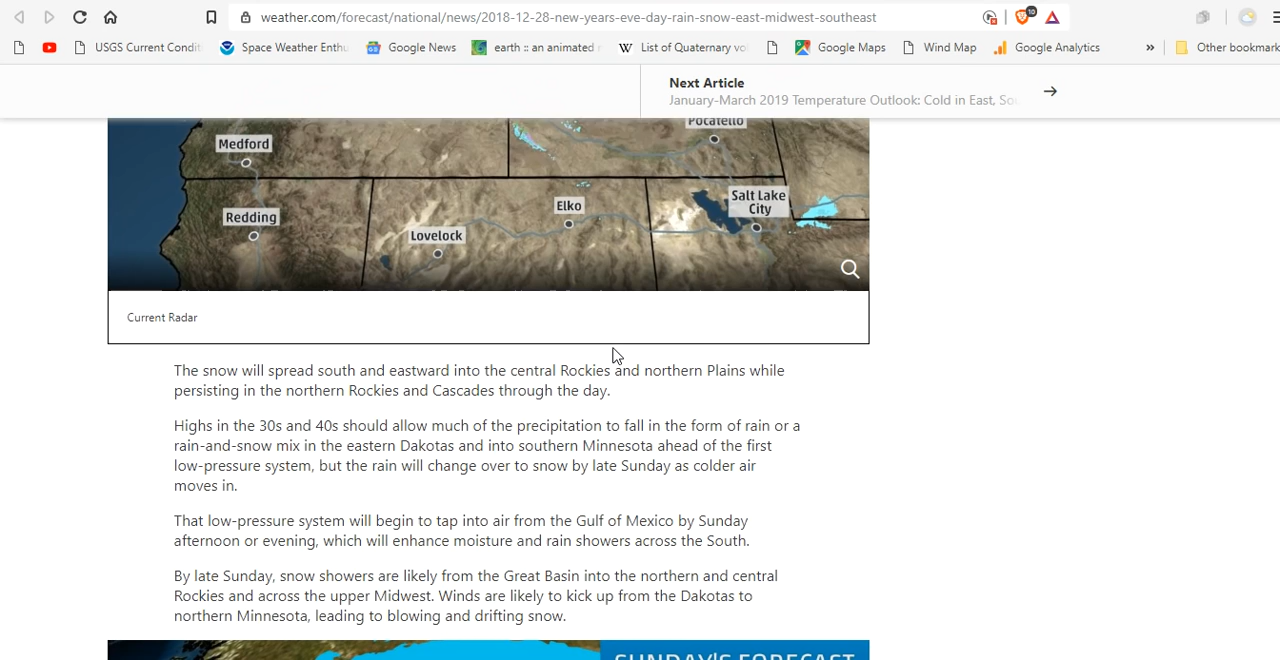 weather.com/forecast/national/news/2018-12-28-new-years-eve-day-rain-snow-east-midwest-southeast
10
USGS Current Condit
Space Weather Enthu
Google News
earth :: an animated
List of Quaternary vo
Google Maps
Wind Map
Google Analytics
»
Other bookmark
Next Article
January-March 2019 Temperature Outlook: Cold in East, So
Pocatello
Medford
Salt Lake
City
Elko
Redding
Lovelock
Current Radar
The snow will spread south and eastward into the central Rockies and northern Plains while
persisting in the northern Rockies and Cascades through the day.
Highs in the 30s and 40s should allow much of the precipitation to fall in the form of rain or a
rain-and-snow mix in the eastern Dakotas and into southern Minnesota ahead of the first
low-pressure system, but the rain will change over to snow by late Sunday as colder air
moves in.
That low-pressure system will begin to tap into air from the Gulf of Mexico by Sunday
afternoon or evening, which will enhance moisture and rain showers across the South.
By late Sunday, snow showers are likely from the Great Basin into the northern and central
Rockies and across the upper Midwest. Winds are likely to kick up from the Dakotas to
northern Minnesota, leading to blowing and drifting snow.
SUNDAY'S FORECAST